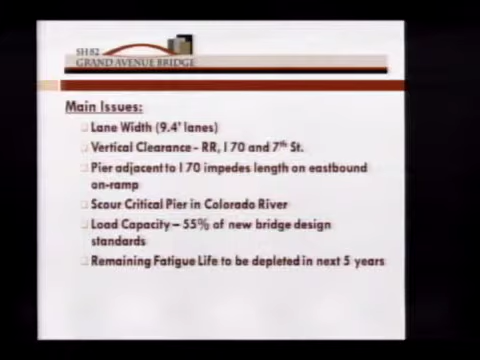 SH 82
GRAND AVENUE BRIDGE
Main Issues:
Lane Width (9.4' lanes)
Vertical Clearance - RR, I 70 and 7th St.
Pier adjacent to I 70 impedes length on eastbound
on-ramp
Scour Critical Pier in Colorado River
Load Capacity – 55% of new bridge design
standards
Remaining Fatigue Life to be depleted in next 5 years